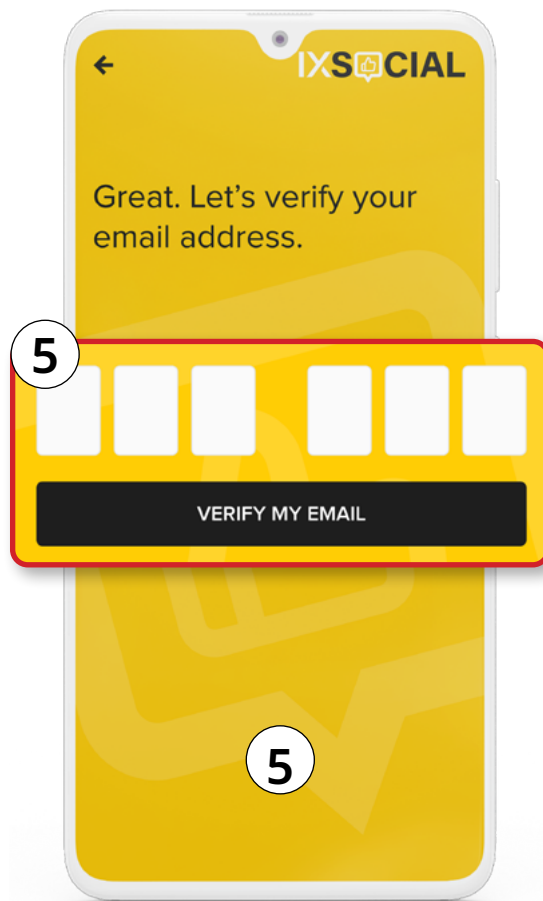 IXSOCIAL
Great. Let’s verify your
email address.
5
VERIFY MY EMAIL
5